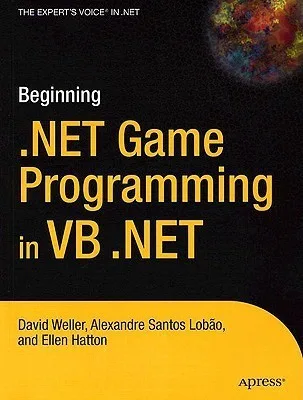 THE EXPERT'S VOICE® IN .NET
Beginning
.NET Game
Programming
in VB .NET
David Weller, Alexandre Santos Lobão,
and Ellen Hatton
Apress®